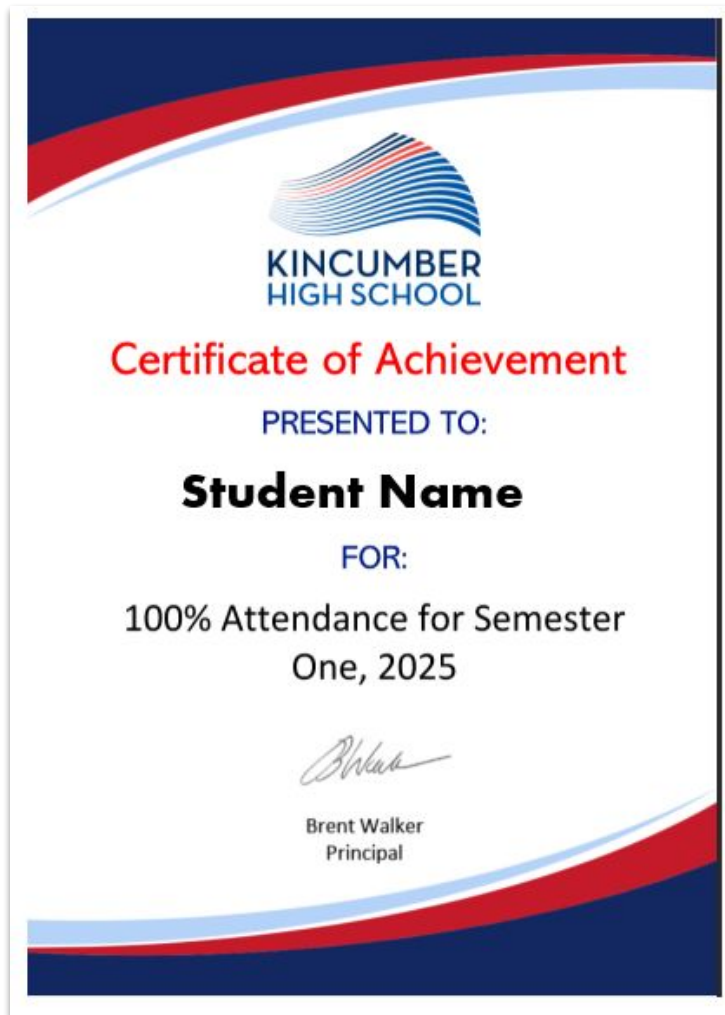 KINCUMBER
HIGH SCHOOL
Certificate of Achievement
PRESENTED TO:
Student Name
FOR:
100% Attendance for Semester
One, 2025
Brent Walker
Principal